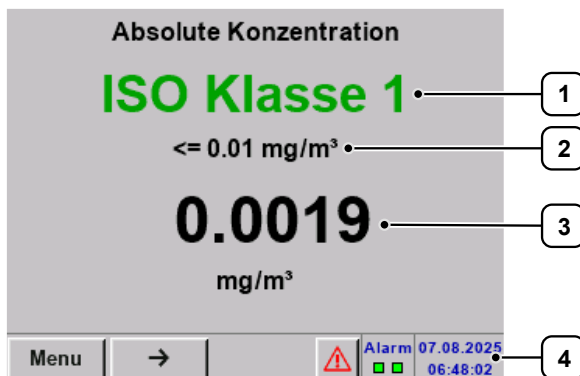 Absolute Konzentration
ISO Klasse 1
1
<= 0.01 mg/m³
2
0.0019
3
mg/m³
Menu → Alarm 07.08.2025
06:48:02
4